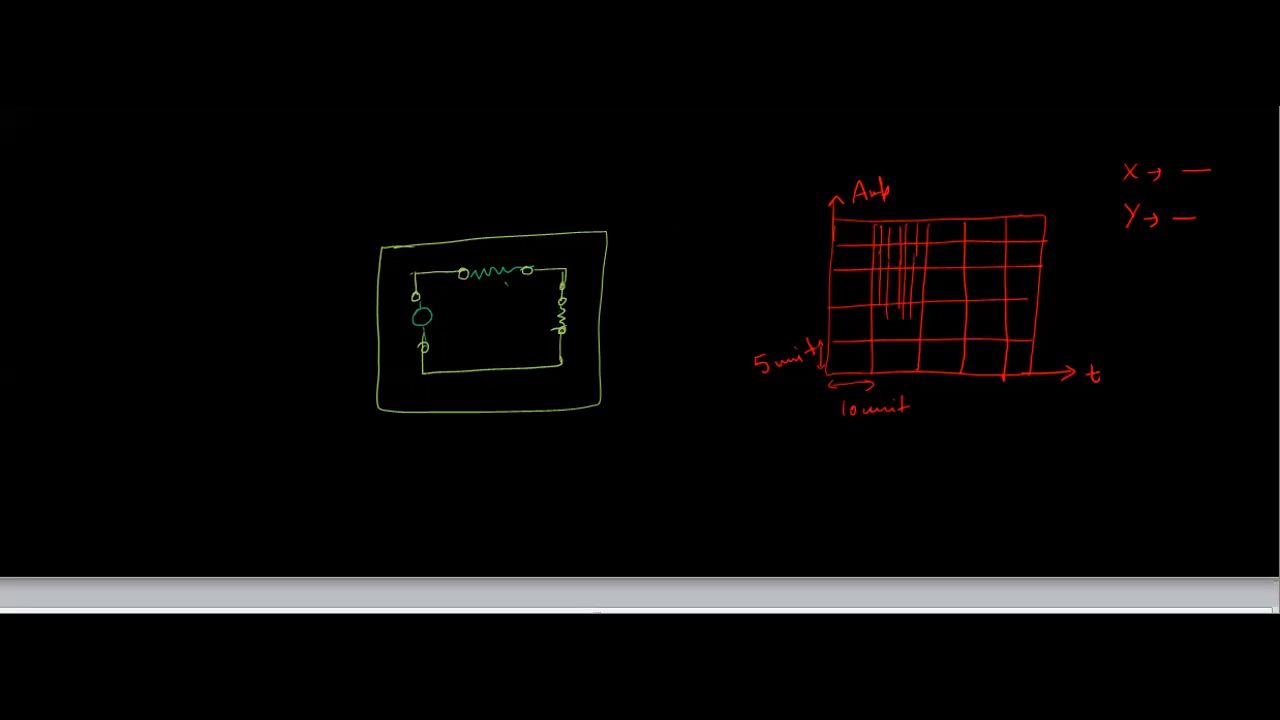 Amp
X → —
Y → —
5 unit
t
10 unit